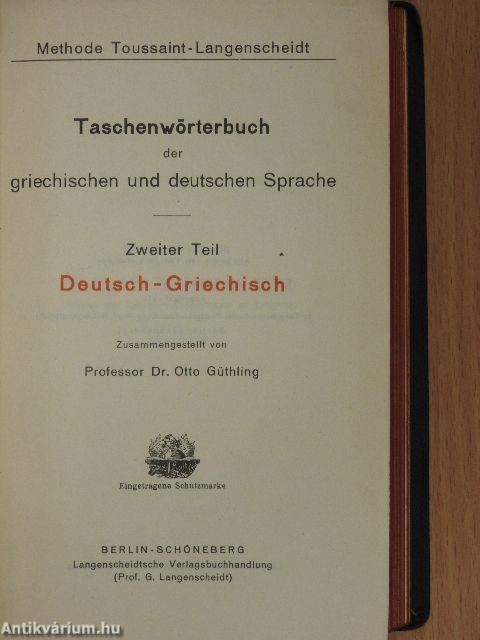 Methode Toussaint-Langenscheidt
Taschenwörterbuch
der
griechischen und deutschen Sprache
Zweiter Teil
Deutsch-Griechisch
Zusammengestellt von
Professor Dr. Otto Güthling
Eingetragene Schutzmarke
BERLIN-SCHÖNEBERG
Langenscheidtsche Verlagsbuchhandlung
(Prof. G. Langenscheidt)
Antikvárium.hu